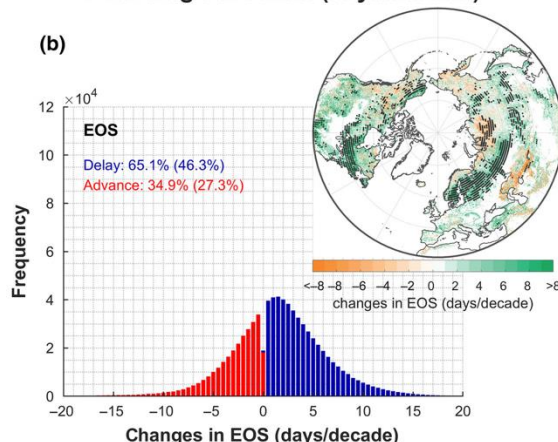 (b)
×10⁴
12
10
8
6
4
2
0
Frequency
EOS
Delay: 65.1% (46.3%)
Advance: 34.9% (27.3%)
<−8 −6 −4 −2 0 2 4 6 >8
changes in EOS (days/decade)
−20 −15 −10 −5 0 5 10 15 20
Changes in EOS (days/decade)